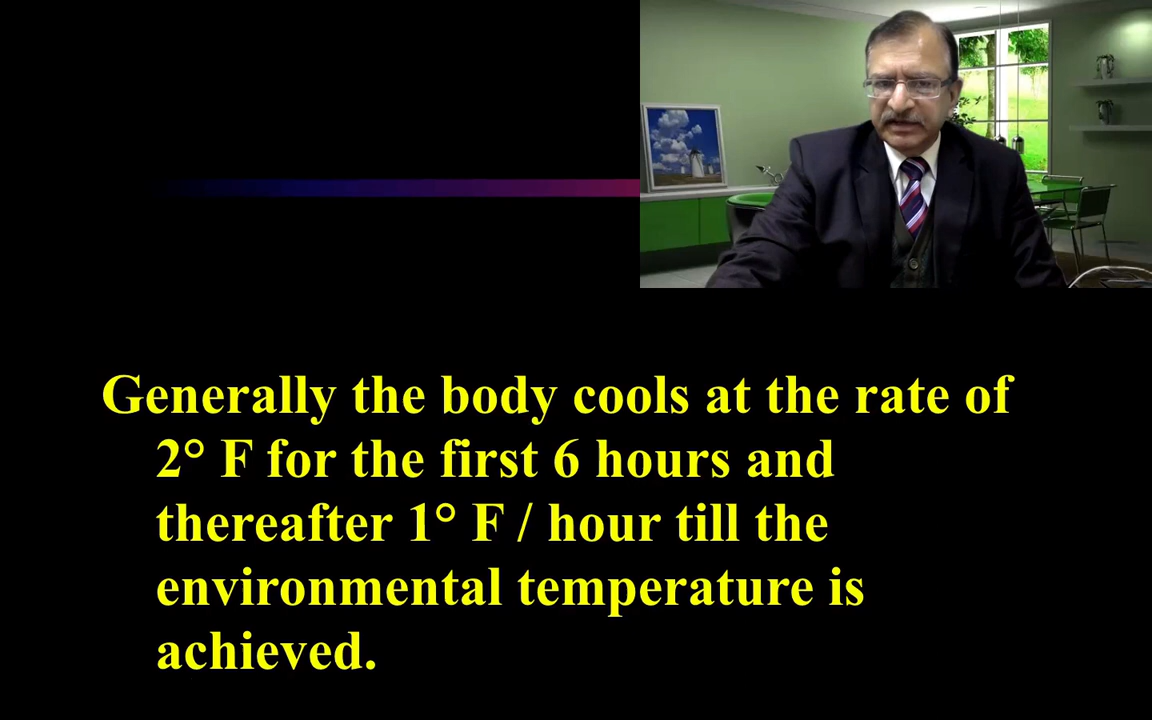 Generally the body cools at the rate of
2° F for the first 6 hours and
thereafter 1° F / hour till the
environmental temperature is
achieved.